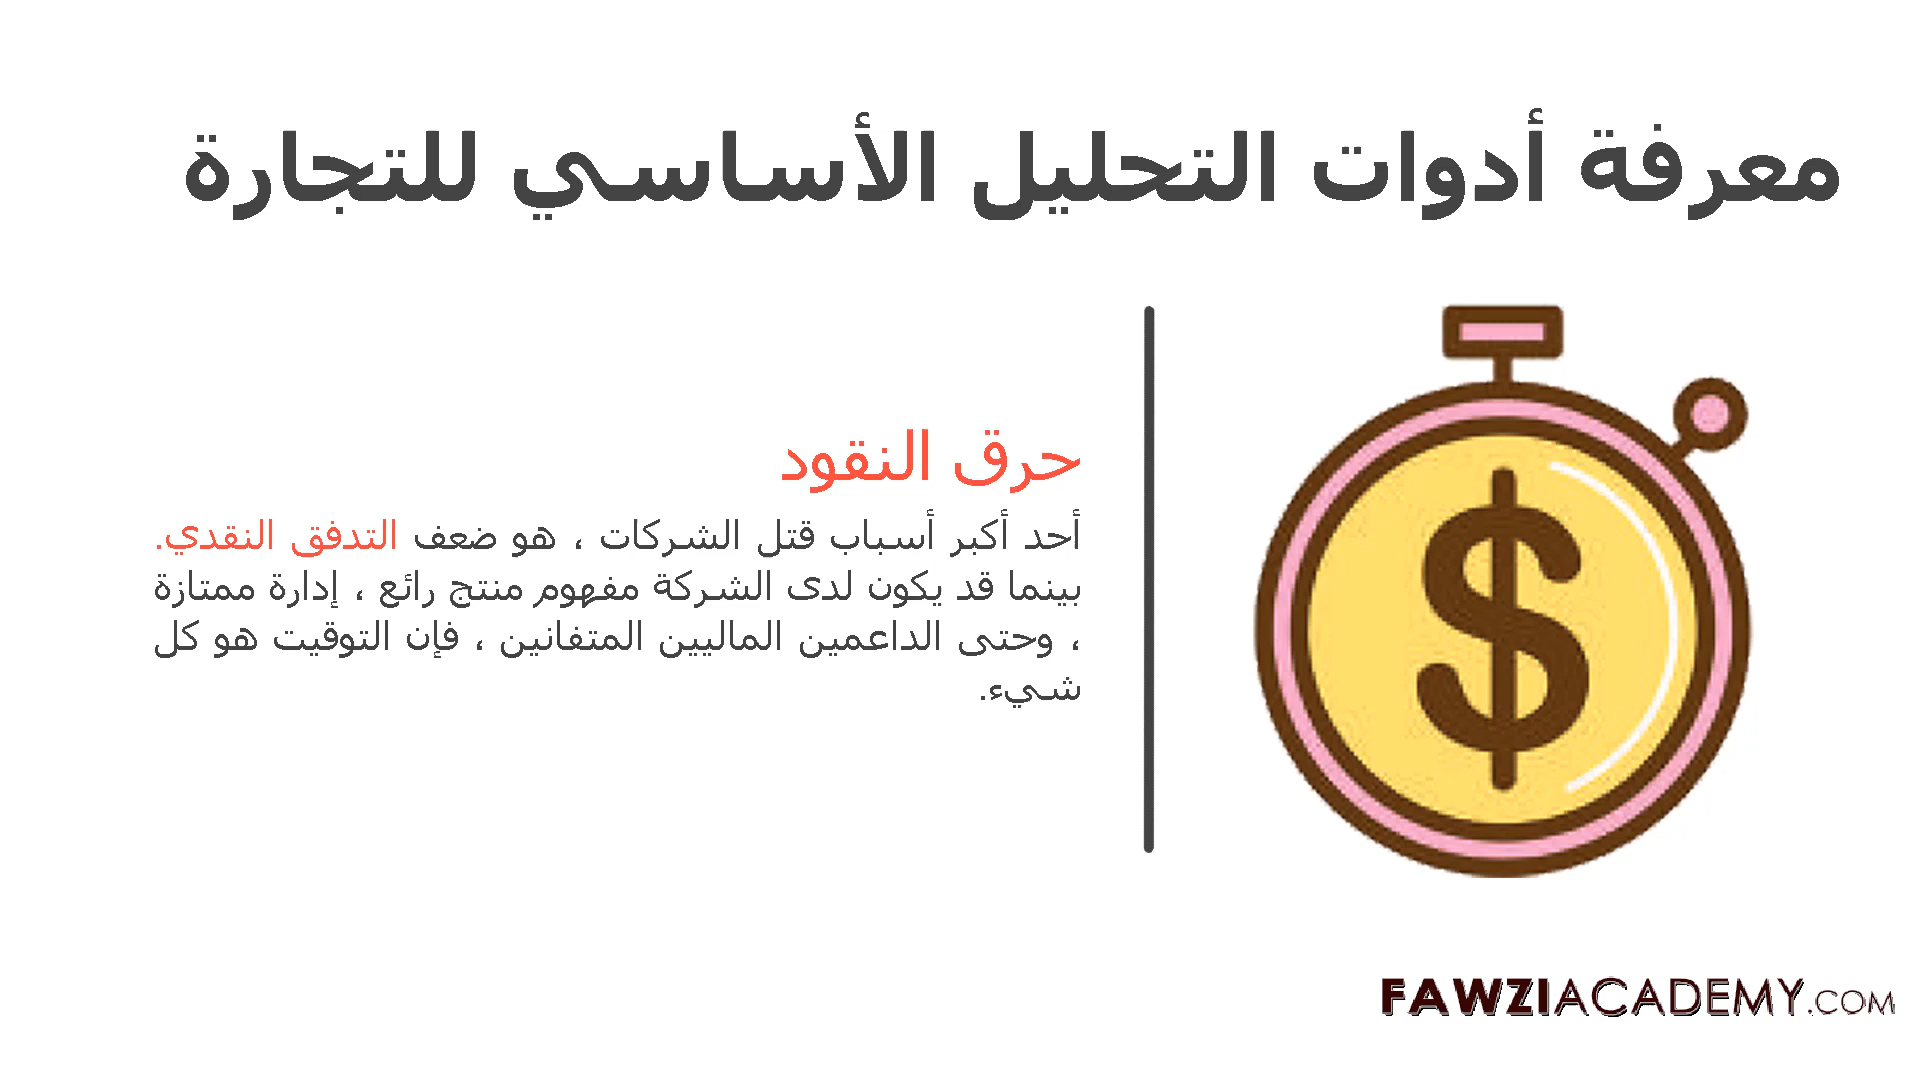 معرفة أدوات التحليل الأساسي للتجارة
حرق النقود
أحد أكبر أسباب قتل الشركات ، هو ضعف التدفق النقدي.
بينما قد يكون لدى الشركة مفهوم منتج رائع ، إدارة ممتازة
، وحتى الداعمين الماليين المتفانين ، فإن التوقيت هو كل
شيء.
$
FAWZIACADEMY.COM